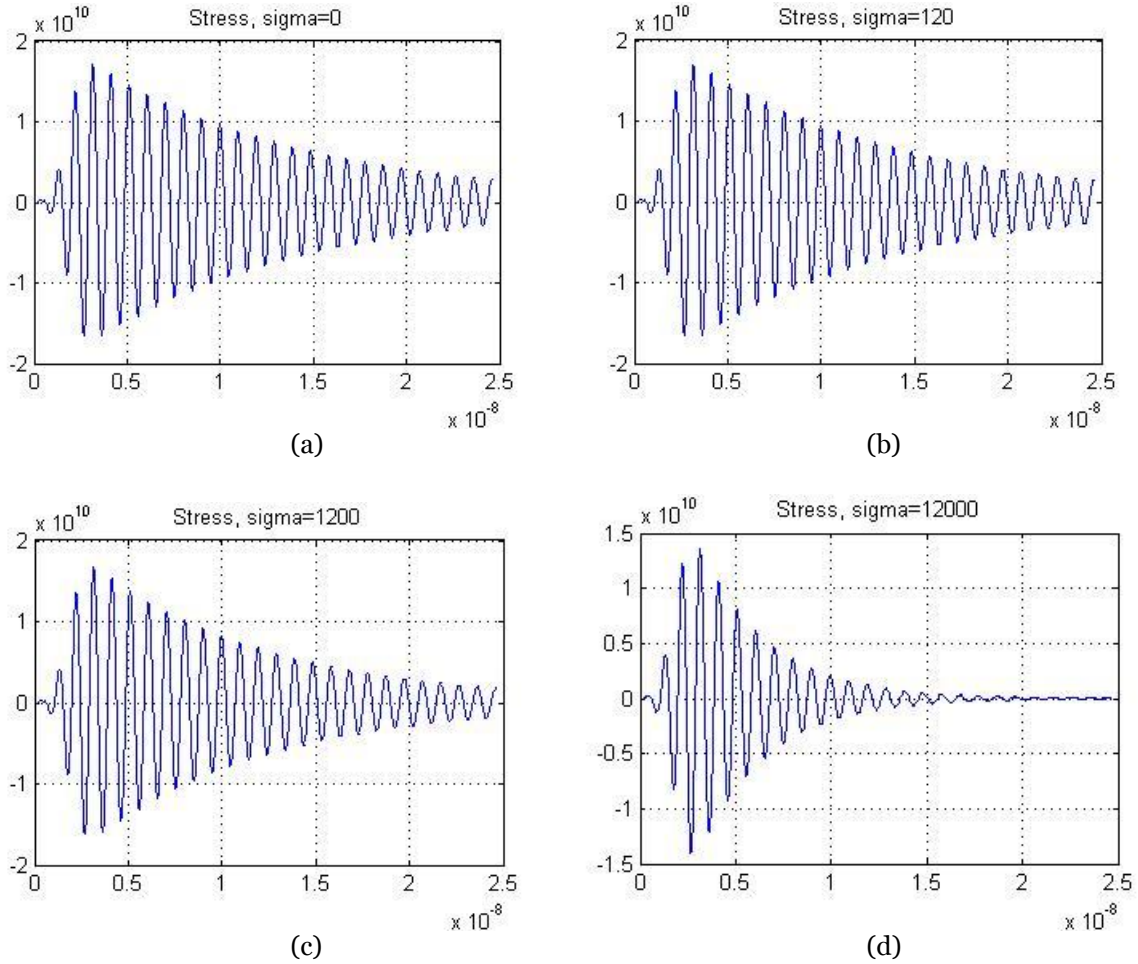 Stress, sigma=0
x 10^10
2
1
0
-1
-2
0 0.5 1 1.5 2 2.5
x 10^-8
(a)
Stress, sigma=120
x 10^10
2
1
0
-1
-2
0 0.5 1 1.5 2 2.5
x 10^-8
(b)
Stress, sigma=1200
x 10^10
2
1
0
-1
-2
0 0.5 1 1.5 2 2.5
x 10^-8
(c)
Stress, sigma=12000
x 10^10
1.5
1
0.5
0
-0.5
-1
-1.5
0 0.5 1 1.5 2 2.5
x 10^-8
(d)